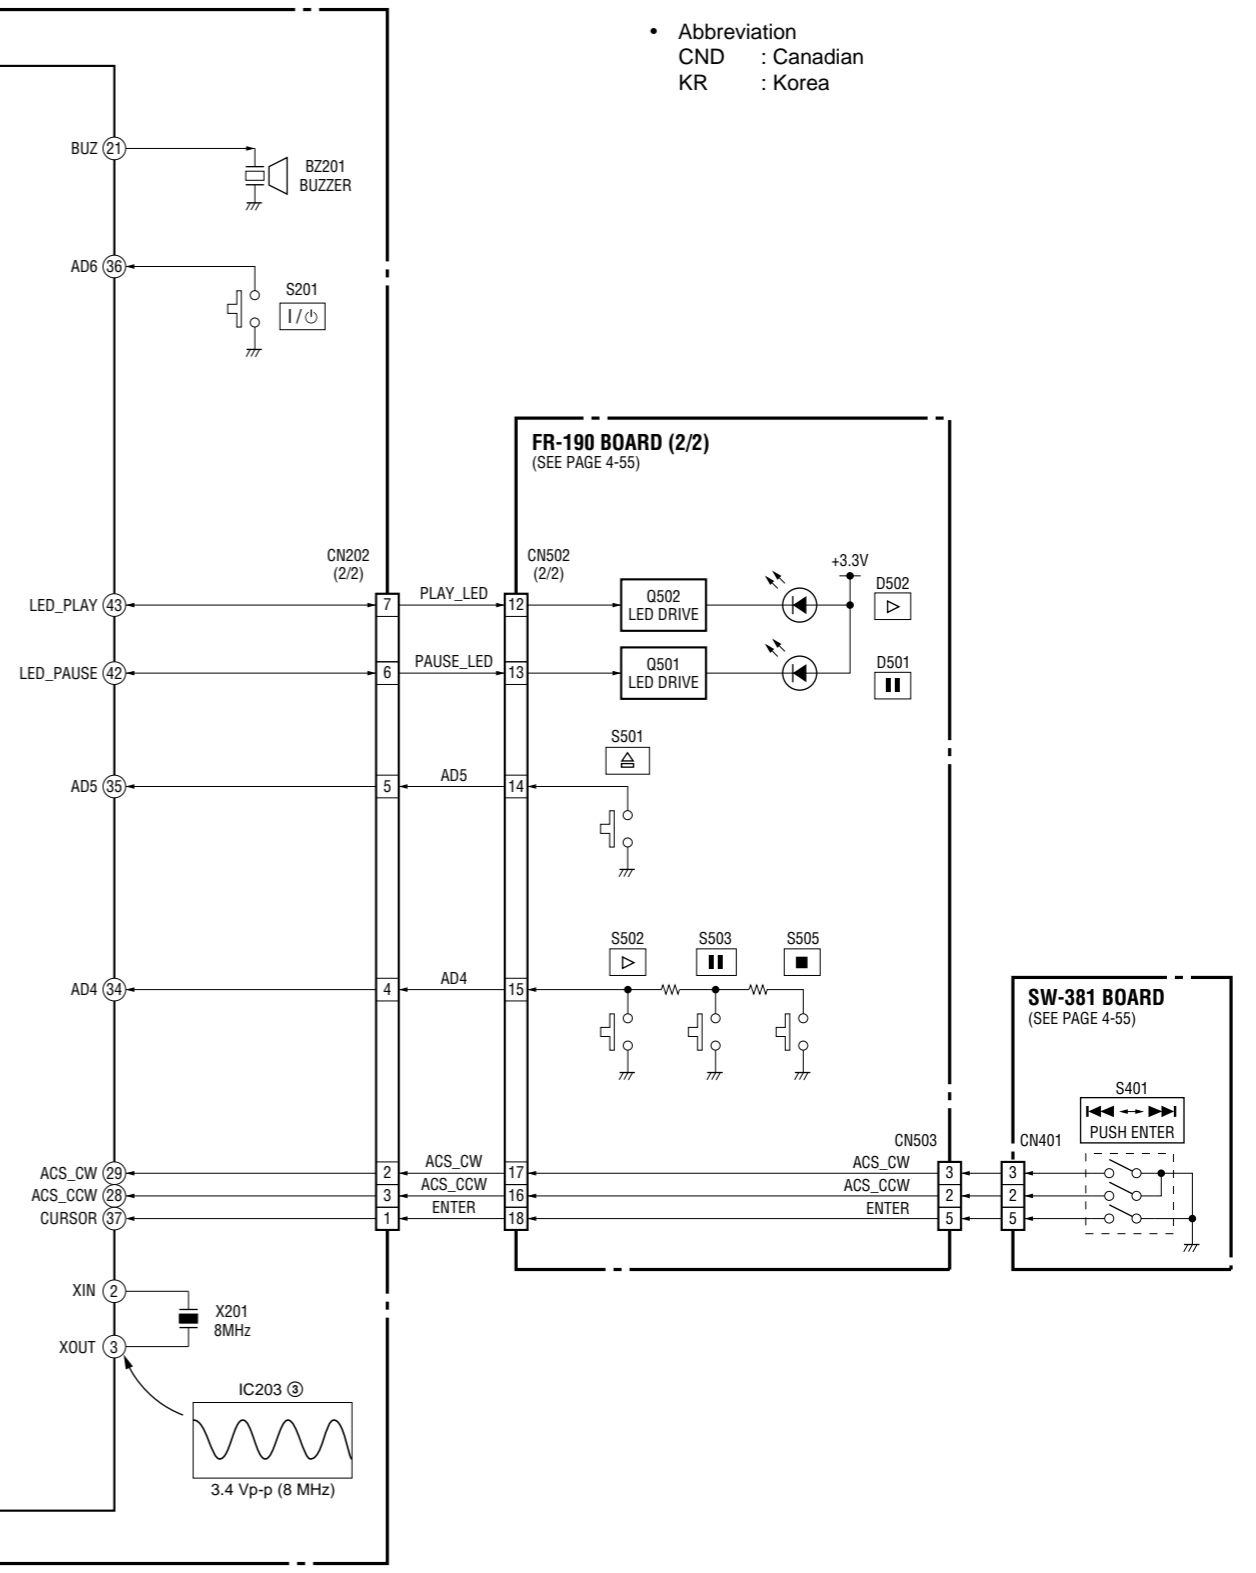 • Abbreviation
CND : Canadian
KR : Korea
BUZ 21
BZ201
BUZZER
AD6 36
S201
I/⏻
FR-190 BOARD (2/2)
(SEE PAGE 4-55)
CN202
(2/2)
CN502
(2/2)
+3.3V
LED_PLAY 43
7
PLAY_LED
12
Q502
LED DRIVE
D502
▷
LED_PAUSE 42
6
PAUSE_LED
13
Q501
LED DRIVE
D501
S501
AD5 35
5
AD5
14
S502
S503
S505
AD4 34
4
AD4
15
SW-381 BOARD
(SEE PAGE 4-55)
S401
PUSH ENTER
CN503
CN401
ACS_CW 29
2
ACS_CW
17
ACS_CW
3
3
ACS_CCW 28
3
ACS_CCW
16
ACS_CCW
2
2
CURSOR 37
1
ENTER
18
ENTER
5
5
XIN 2
X201
8MHz
XOUT 3
IC203 ③
3.4 Vp-p (8 MHz)